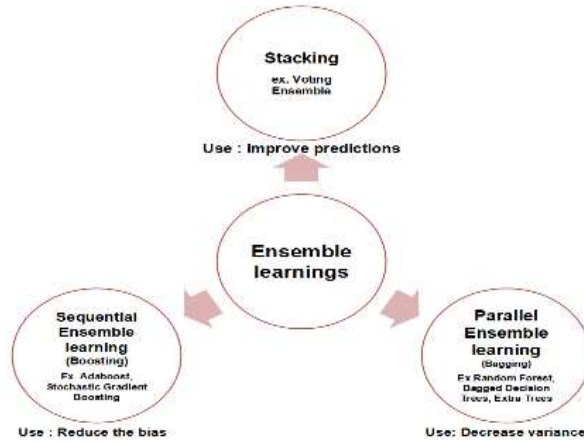 Stacking
ex. Voting
Ensemble
Use : Improve predictions
Ensemble
learnings
Sequential
Ensemble
learning
(Boosting)
Ex Adaboost,
Stochastic Gradient
Boosting
Use : Reduce the bias
Parallel
Ensemble
learning
(Bagging)
Ex Random Forest,
Bagged Decision
Trees, Extra Trees
Use: Decrease variance